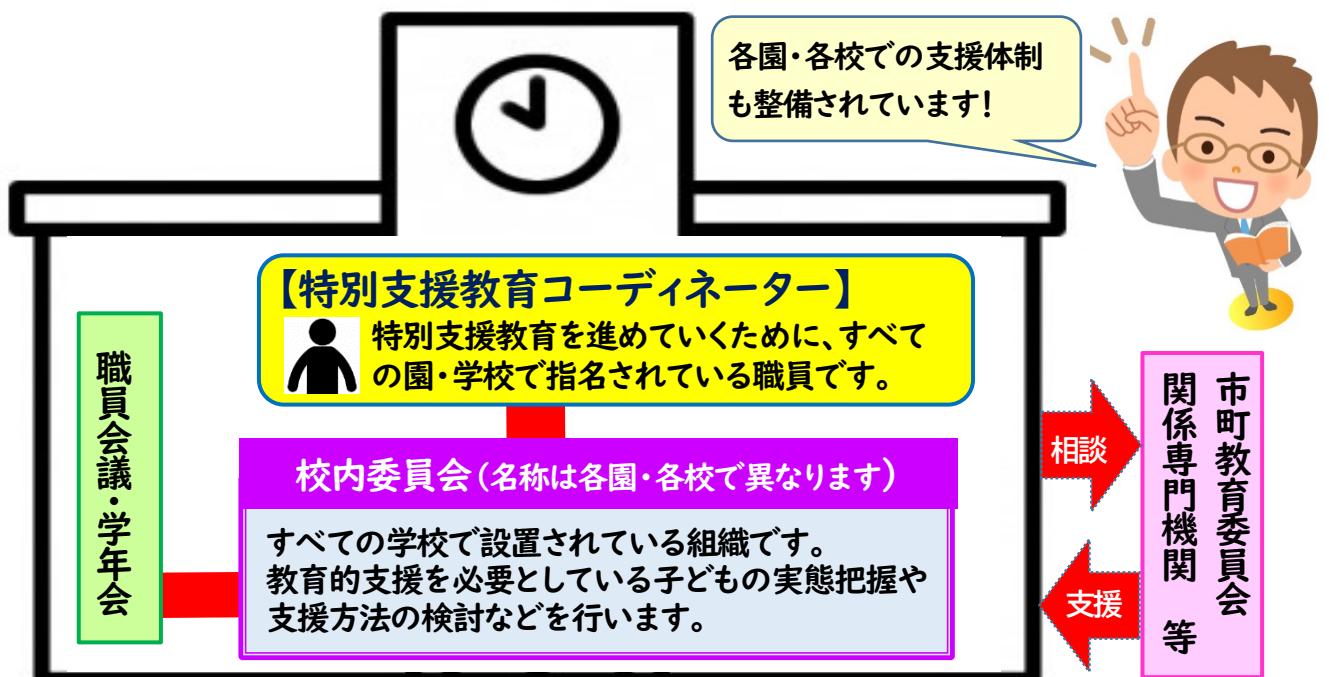 各園・各校での支援体制
も整備されています!
【特別支援教育コーディネーター】
特別支援教育を進めていくために、すべて
の園・学校で指名されている職員です。
職員会議・学年会
校内委員会(名称は各園・各校で異なります)
すべての学校で設置されている組織です。
教育的支援を必要としている子どもの実態把握や
支援方法の検討などを行います。
相談
支援
市町教育委員会
関係専門機関 等